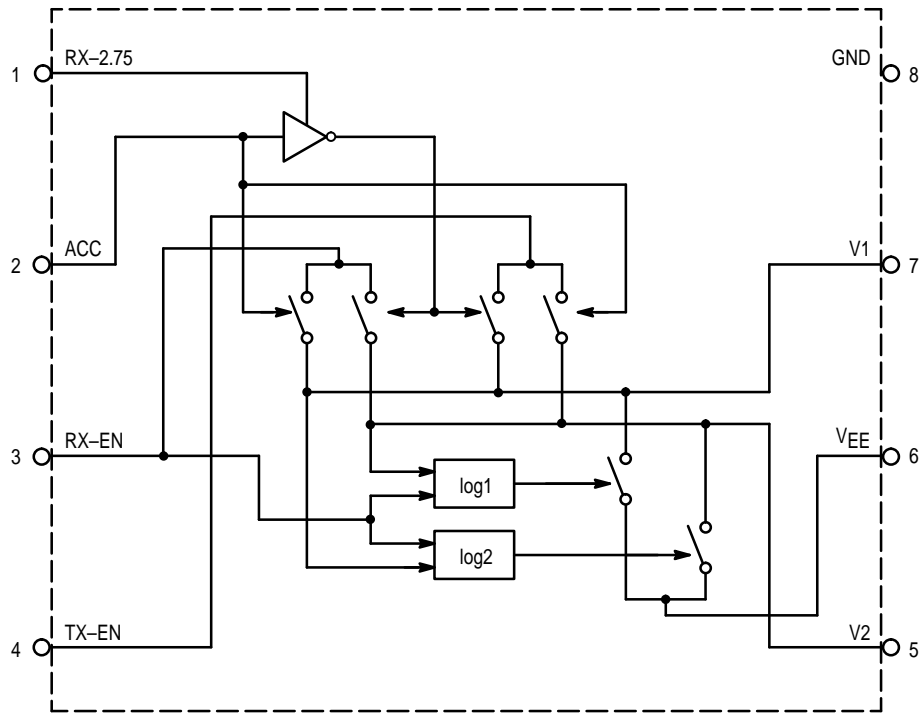 RX–2.75
GND
1
8
ACC
V1
2
7
RX–EN
VEE
3
6
log1
log2
TX–EN
V2
4
5